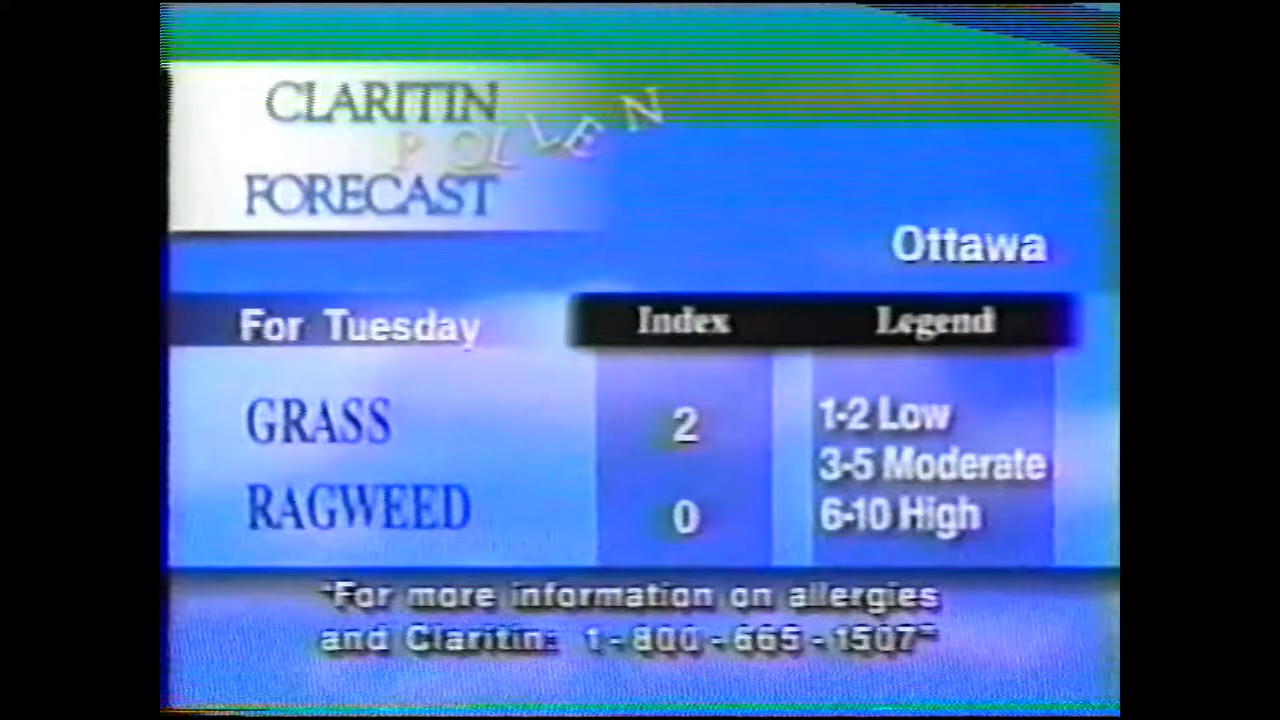 CLARITIN
POLLEN
FORECAST
Ottawa
For Tuesday Index Legend
GRASS 2 1-2 Low
3-5 Moderate
RAGWEED 0 6-10 High
"For more information on allergies
and Claritin: 1-800-665-1507"